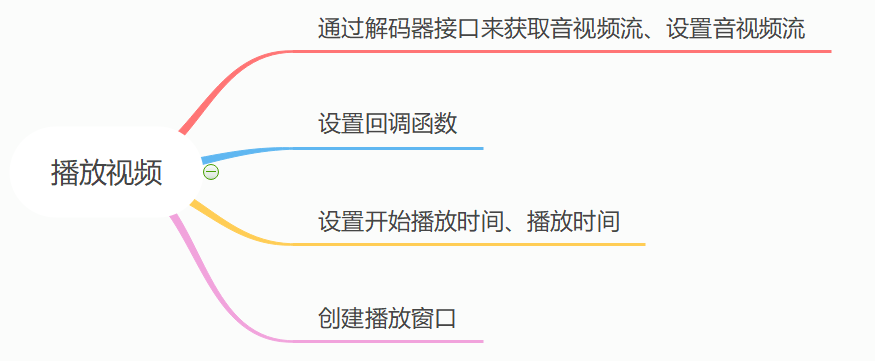 通过解码器接口来获取音视频流、设置音视频流
设置回调函数
播放视频
设置开始播放时间、播放时间
创建播放窗口